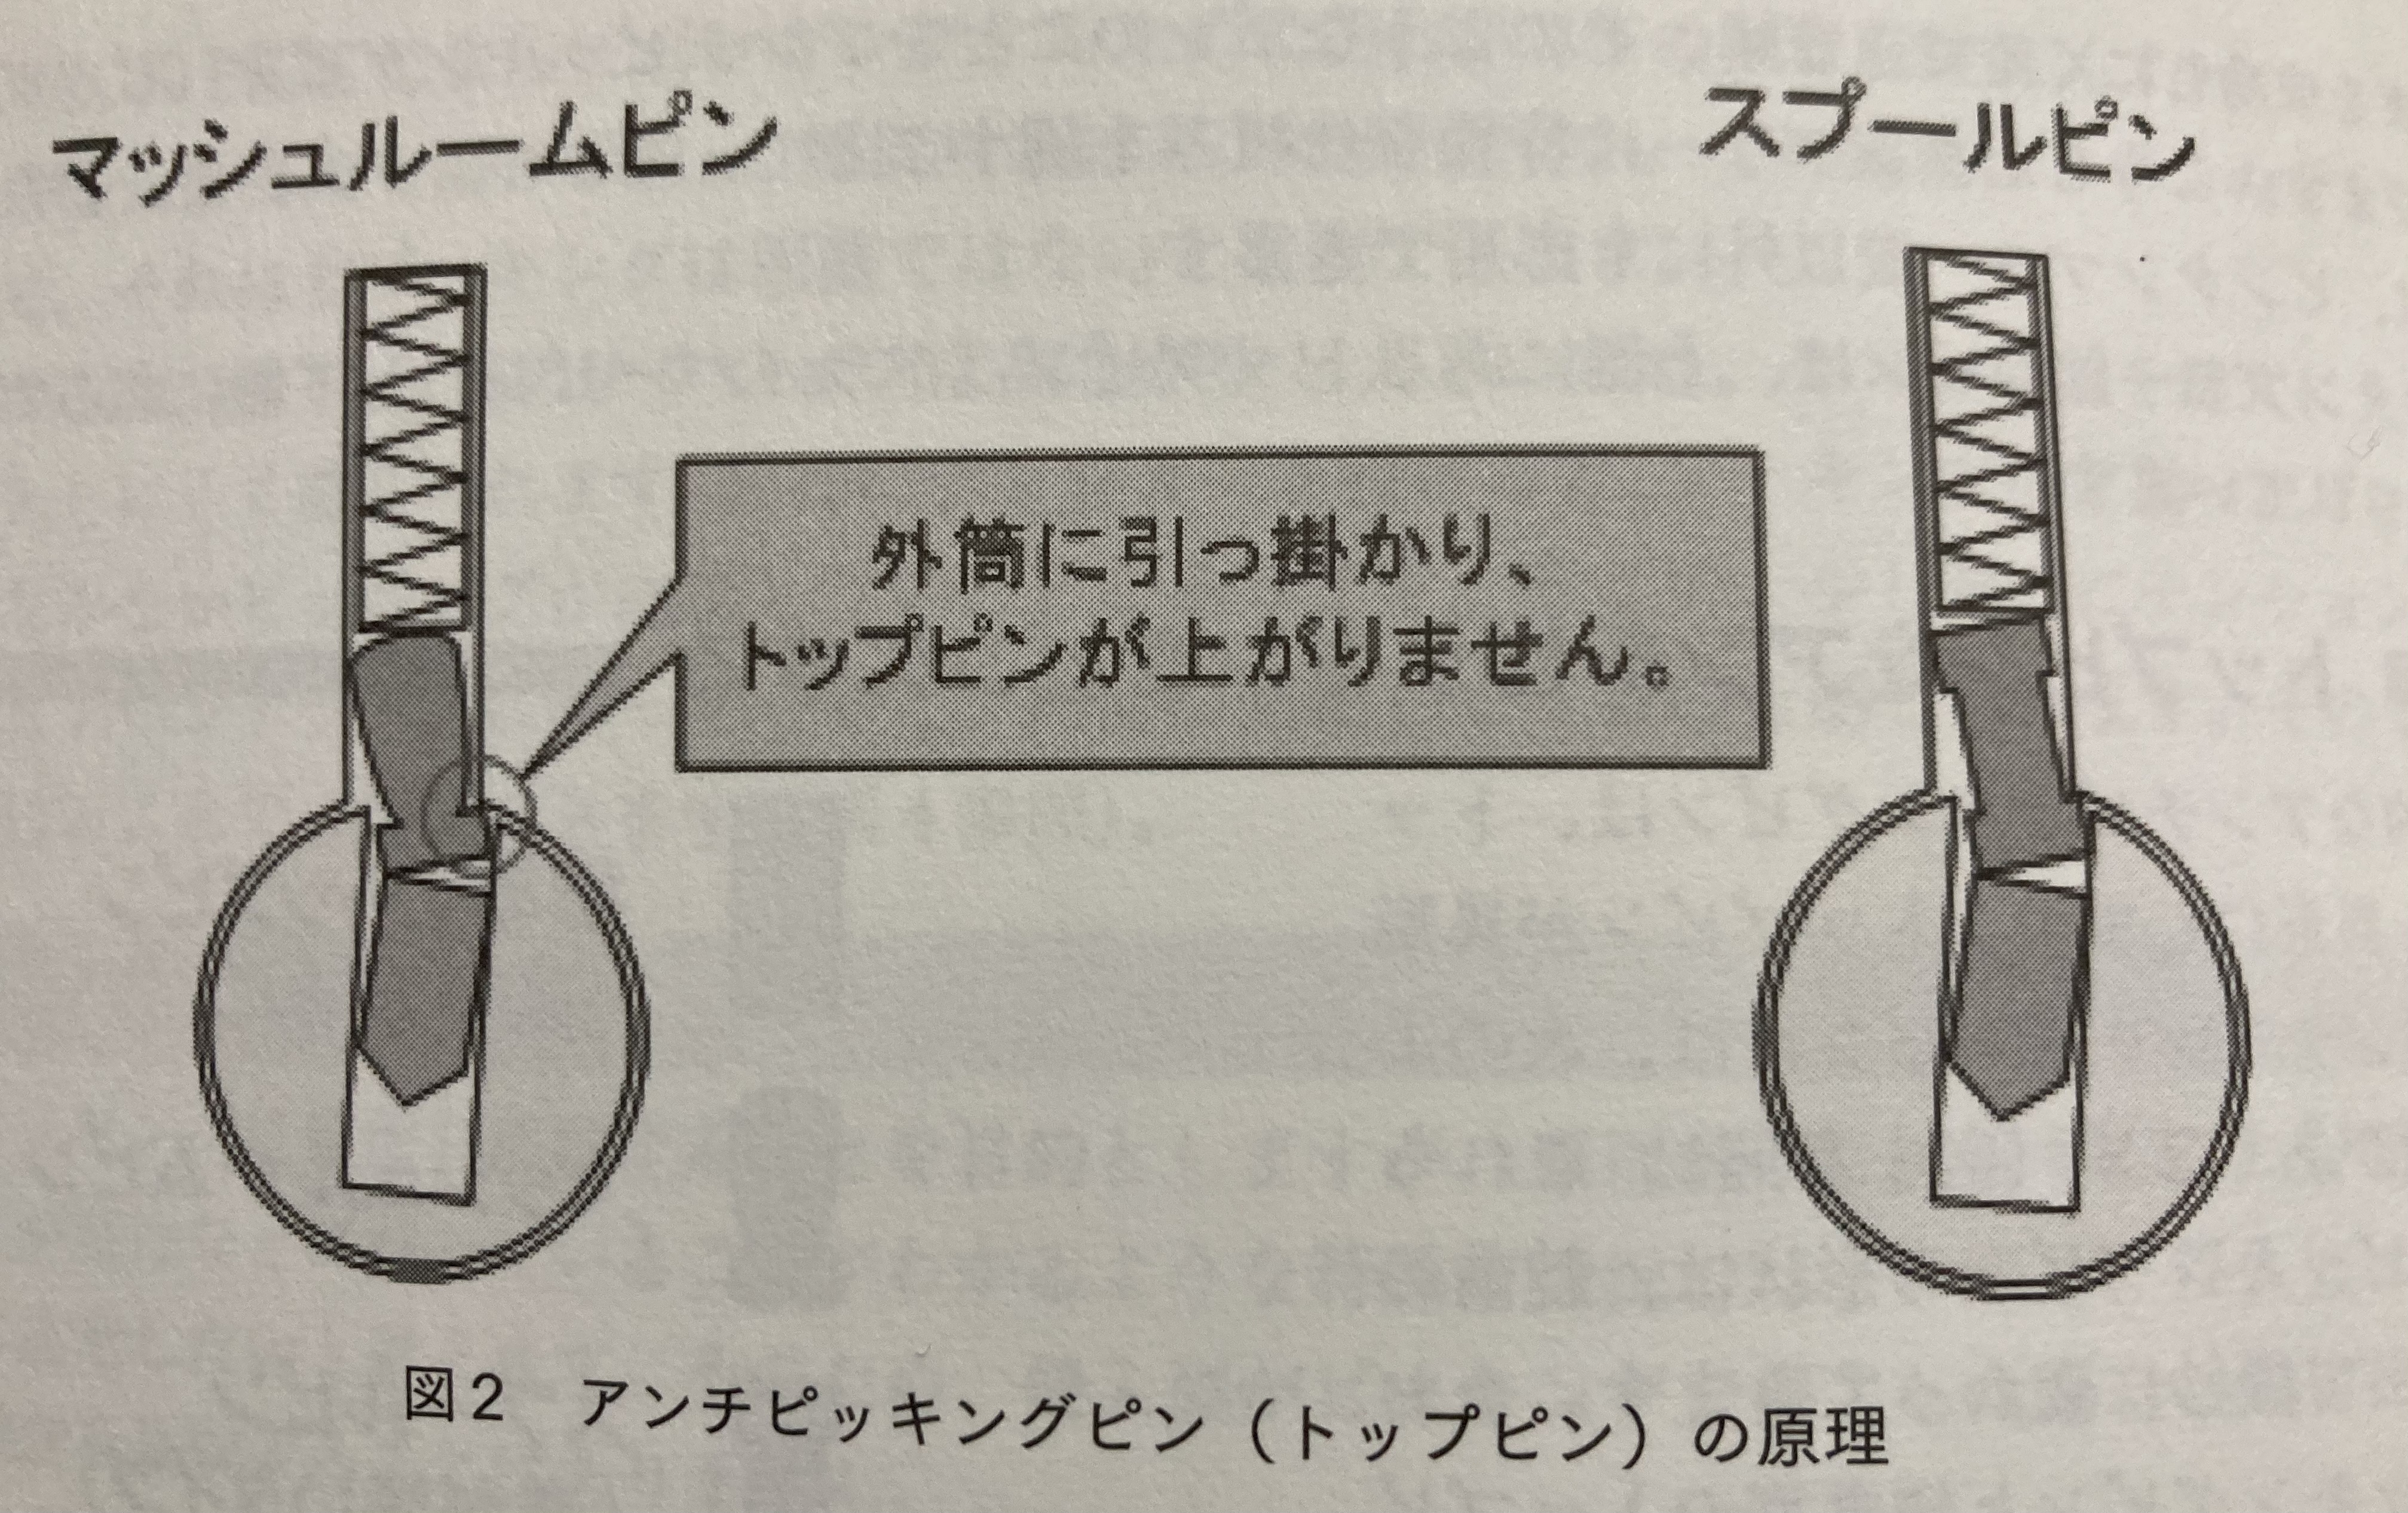 マッシュルームピン
スプールピン
外筒に引っ掛かり、
トップピンが上がりません。
図2　アンチピッキングピン（トップピン）の原理